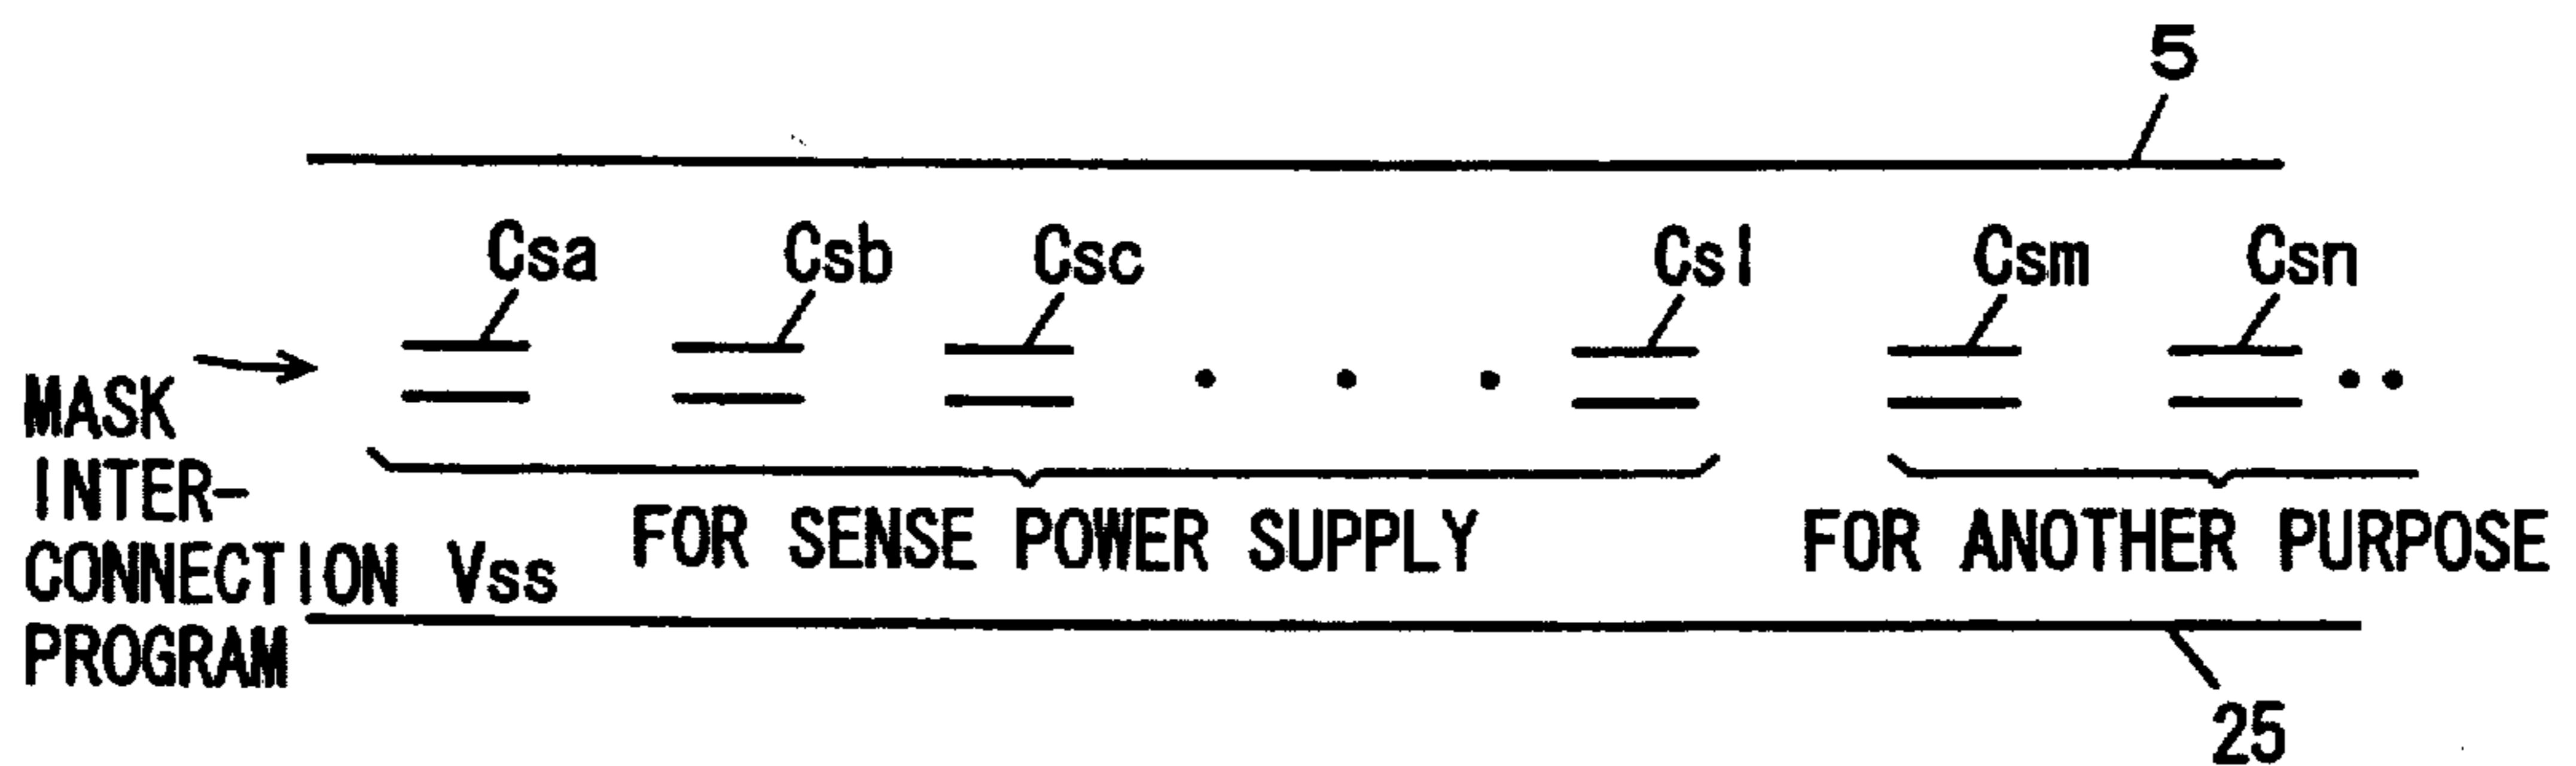 5
Csa Csb Csc Csl Csm Csn
MASK
INTER-
CONNECTION
PROGRAM
FOR SENSE POWER SUPPLY
FOR ANOTHER PURPOSE
Vss
25